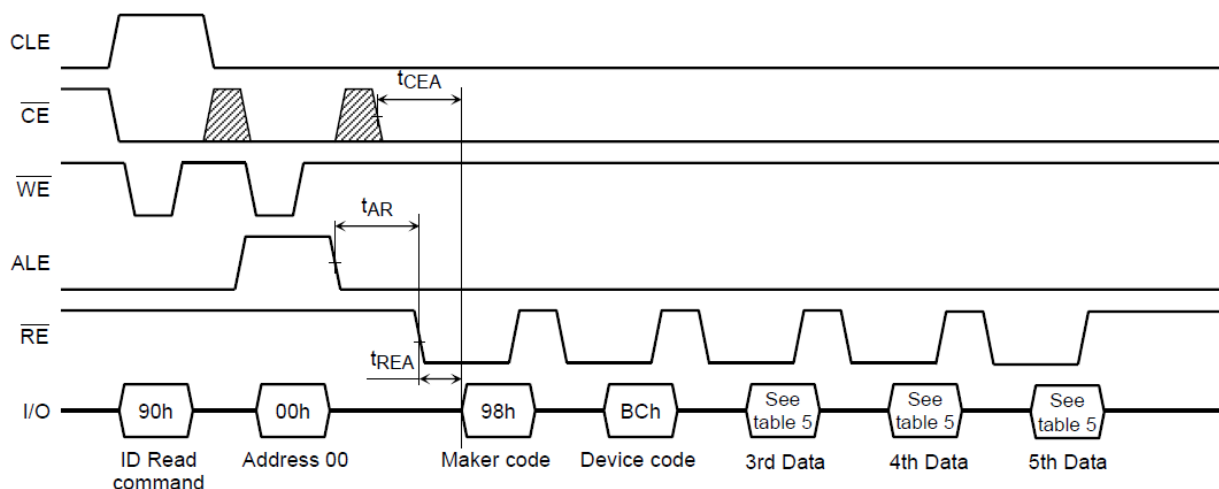 CLE
tCEA
CE
WE
tAR
ALE
RE
tREA
I/O
90h
00h
98h
BCh
See
table 5
See
table 5
See
table 5
ID Read
command
Address 00
Maker code
Device code
3rd Data
4th Data
5th Data